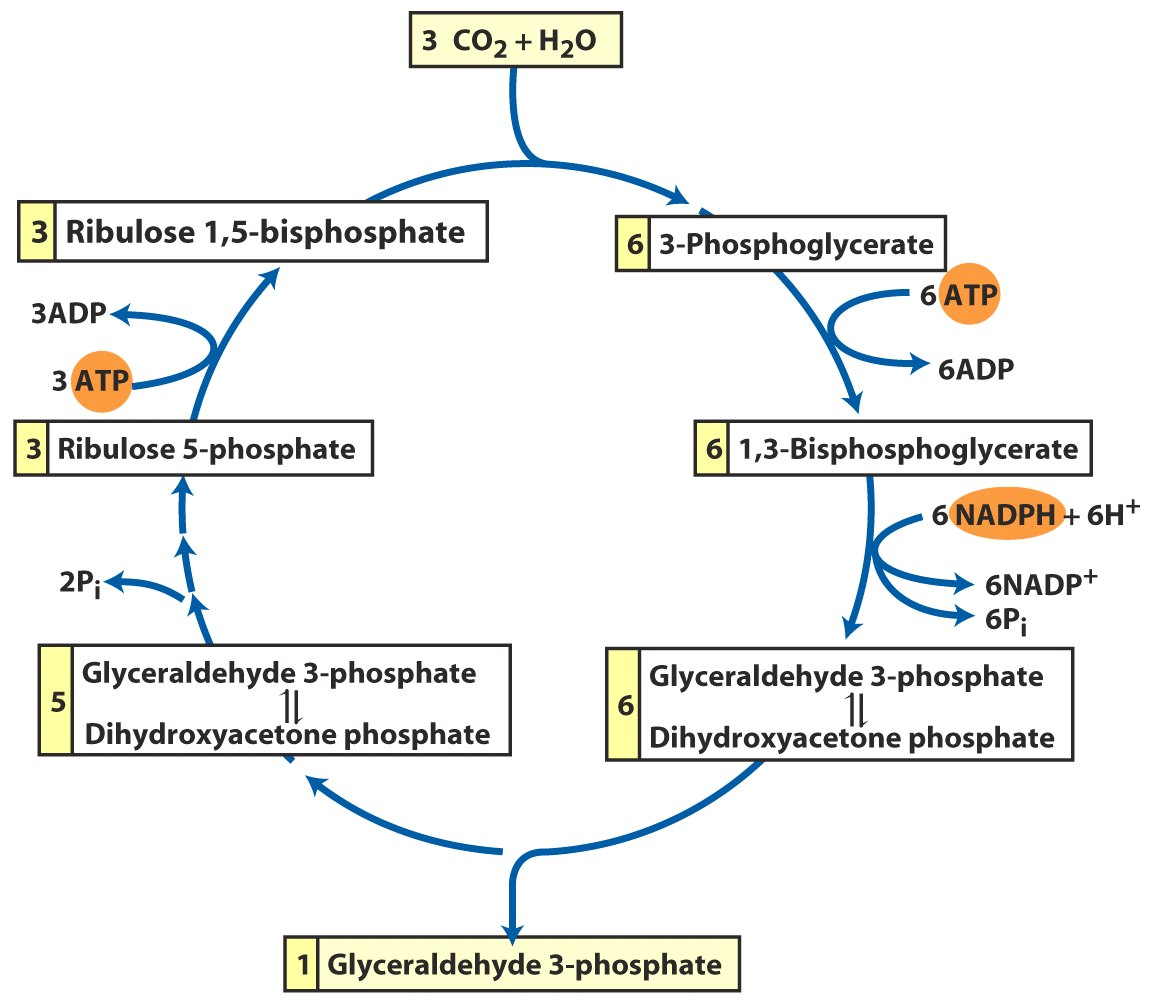 3 CO₂ + H₂O
3 Ribulose 1,5-bisphosphate
6 3-Phosphoglycerate
3ADP
3 ATP
6 ATP
6ADP
3 Ribulose 5-phosphate
6 1,3-Bisphosphoglycerate
6 NADPH + 6H⁺
6NADP⁺
6Pᵢ
2Pᵢ
5
Glyceraldehyde 3-phosphate
⥮
Dihydroxyacetone phosphate
6
Glyceraldehyde 3-phosphate
⥮
Dihydroxyacetone phosphate
1 Glyceraldehyde 3-phosphate